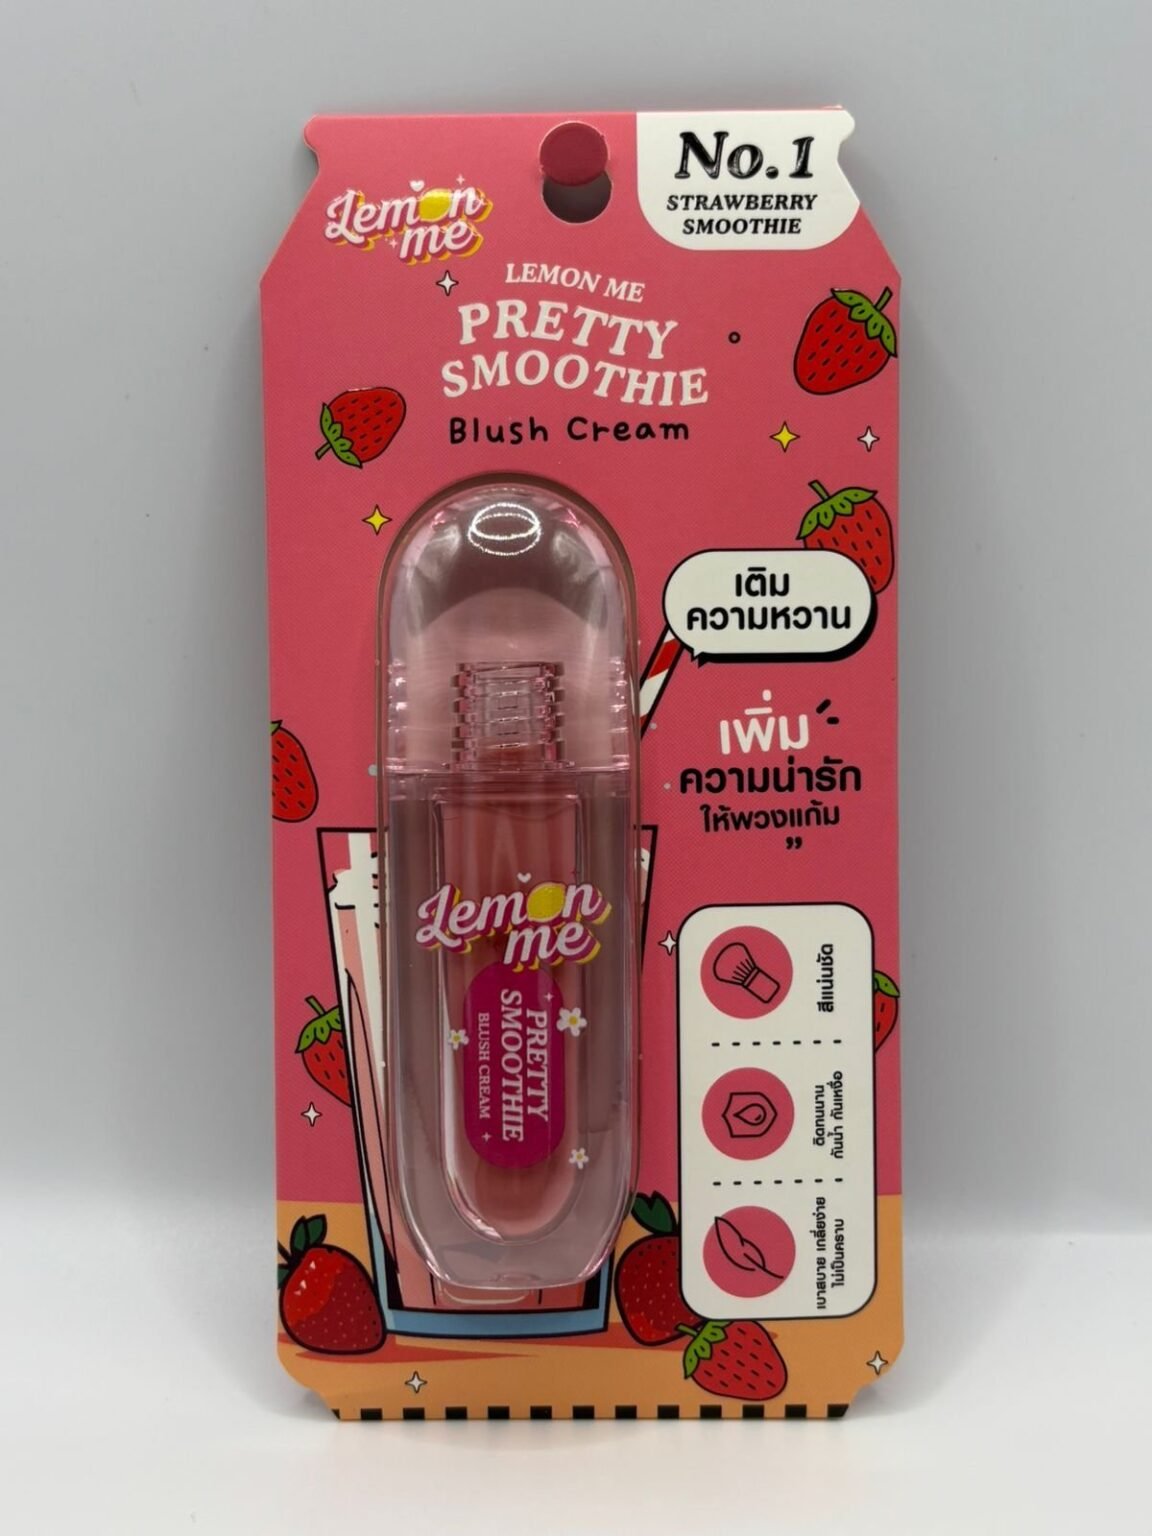 No.1
STRAWBERRY
SMOOTHIE
Lemon
me
LEMON ME
PRETTY
SMOOTHIE
Blush Cream
เติม
ความหวาน
เพิ่ม
ความน่ารัก
ให้พวงแก้ม
”
Lemon
me
PRETTY
SMOOTHIE
BLUSH CREAM
สีแน่นชัด
ติดทนนาน
กันน้ำ กันเหงื่อ
เบาสบาย เกลี่ยง่าย
ไม่เป็นคราบ